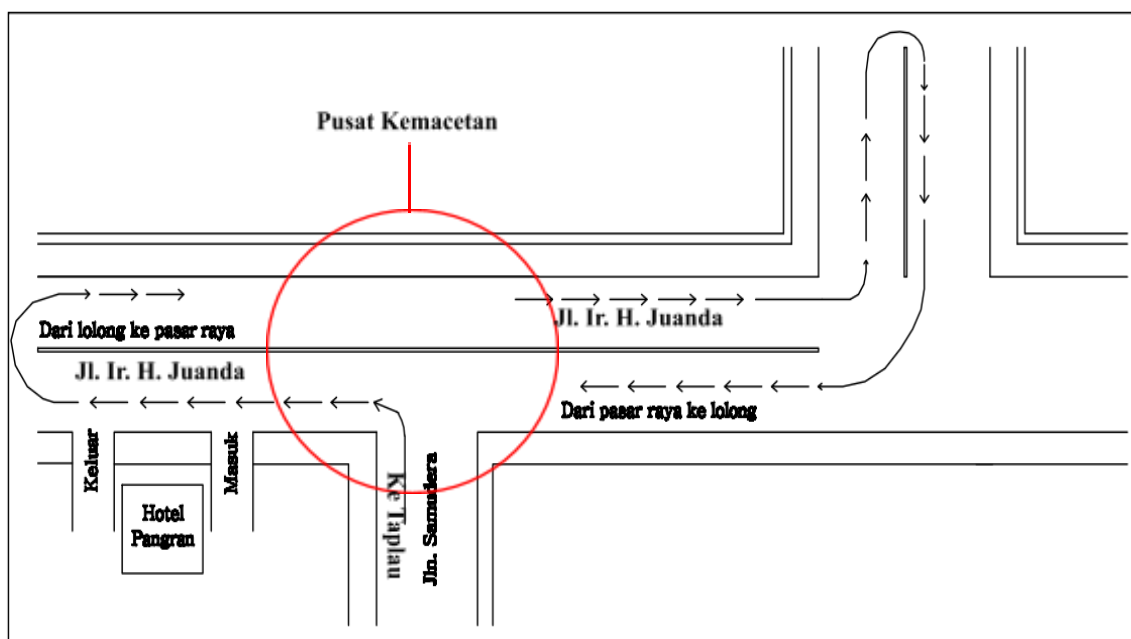 Pusat Kemacetan
Jl. Ir. H. Juanda
Dari lolong ke pasar raya
Jl. Ir. H. Juanda
Dari pasar raya ke lolong
Keluar
Masuk
Hotel
Pangran
Ke Taplau
Jln. Samudera